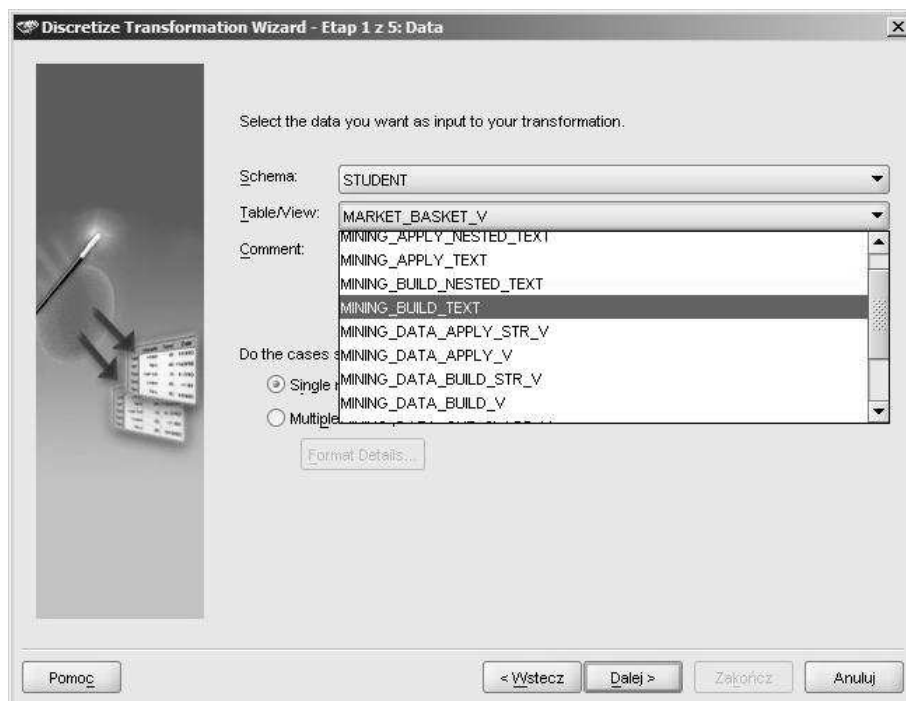 Discretize Transformation Wizard - Etap 1 z 5: Data
Select the data you want as input to your transformation.
Schema: STUDENT
Table/View: MARKET_BASKET_V
MINING_APPLY_NESTED_TEXT
Comment:
MINING_APPLY_TEXT
MINING_BUILD_NESTED_TEXT
MINING_BUILD_TEXT
MINING_DATA_APPLY_STR_V
Do the cases s
MINING_DATA_APPLY_V
Single r
MINING_DATA_BUILD_STR_V
MINING_DATA_BUILD_V
Multiple
Format Details...
Pomoc
< Wstecz
Dalej >
Zakończ
Anuluj